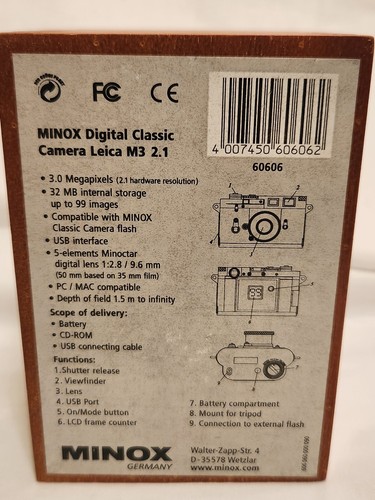 FC CE
4 007450 606062
60606
MINOX Digital Classic
Camera Leica M3 2.1
• 3.0 Megapixels (2.1 hardware resolution)
• 32 MB internal storage
up to 99 images
• Compatible with MINOX
Classic Camera flash
• USB interface
• 5-elements Minoctar
digital lens 1:2.8 / 9.6 mm
(50 mm based on 35 mm film)
• PC / MAC compatible
• Depth of field 1.5 m to infinity
Scope of delivery:
• Battery
• CD-ROM
• USB connecting cable
Functions:
1.Shutter release
2. Viewfinder
3. Lens
4. USB Port
5. On/Mode button
6. LCD frame counter
7. Battery compartment
8. Mount for tripod
9. Connection to external flash
MINOX
GERMANY
Walter-Zapp-Str. 4
D-35578 Wetzlar
www.minox.com